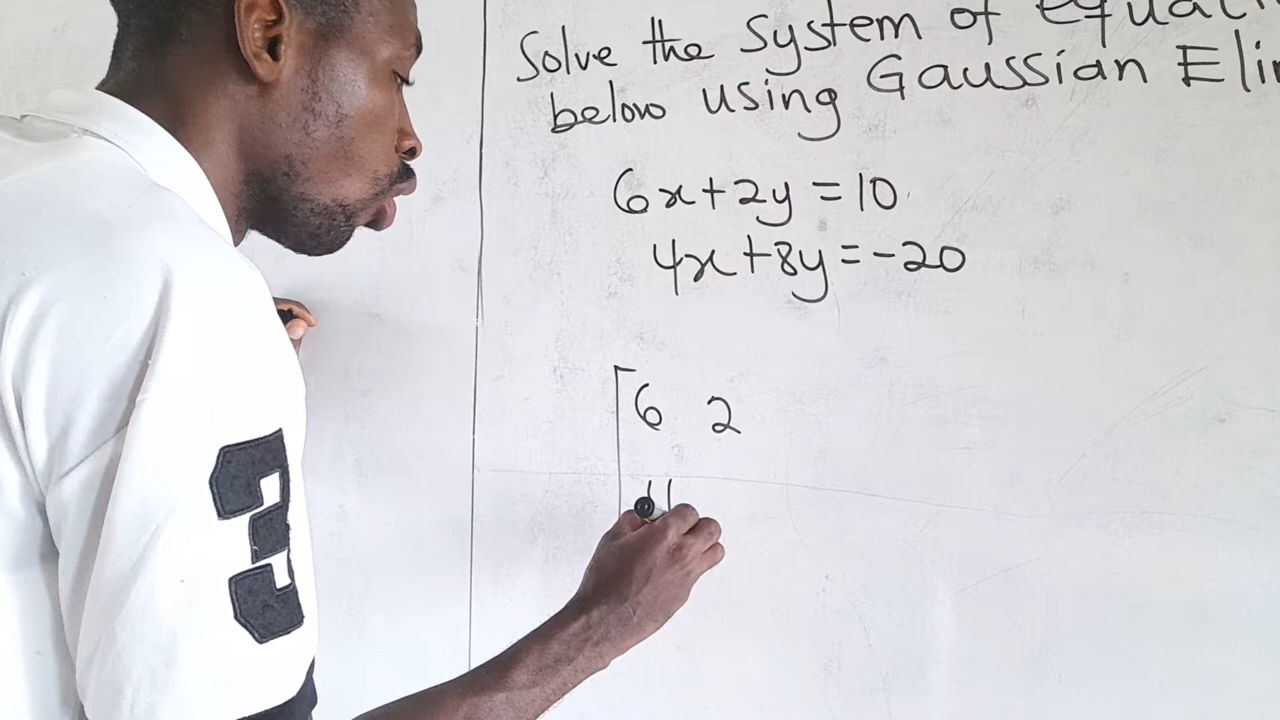 Solve the system of
below using Gaussian
6x+2y=10
4x+8y=-20
6 2